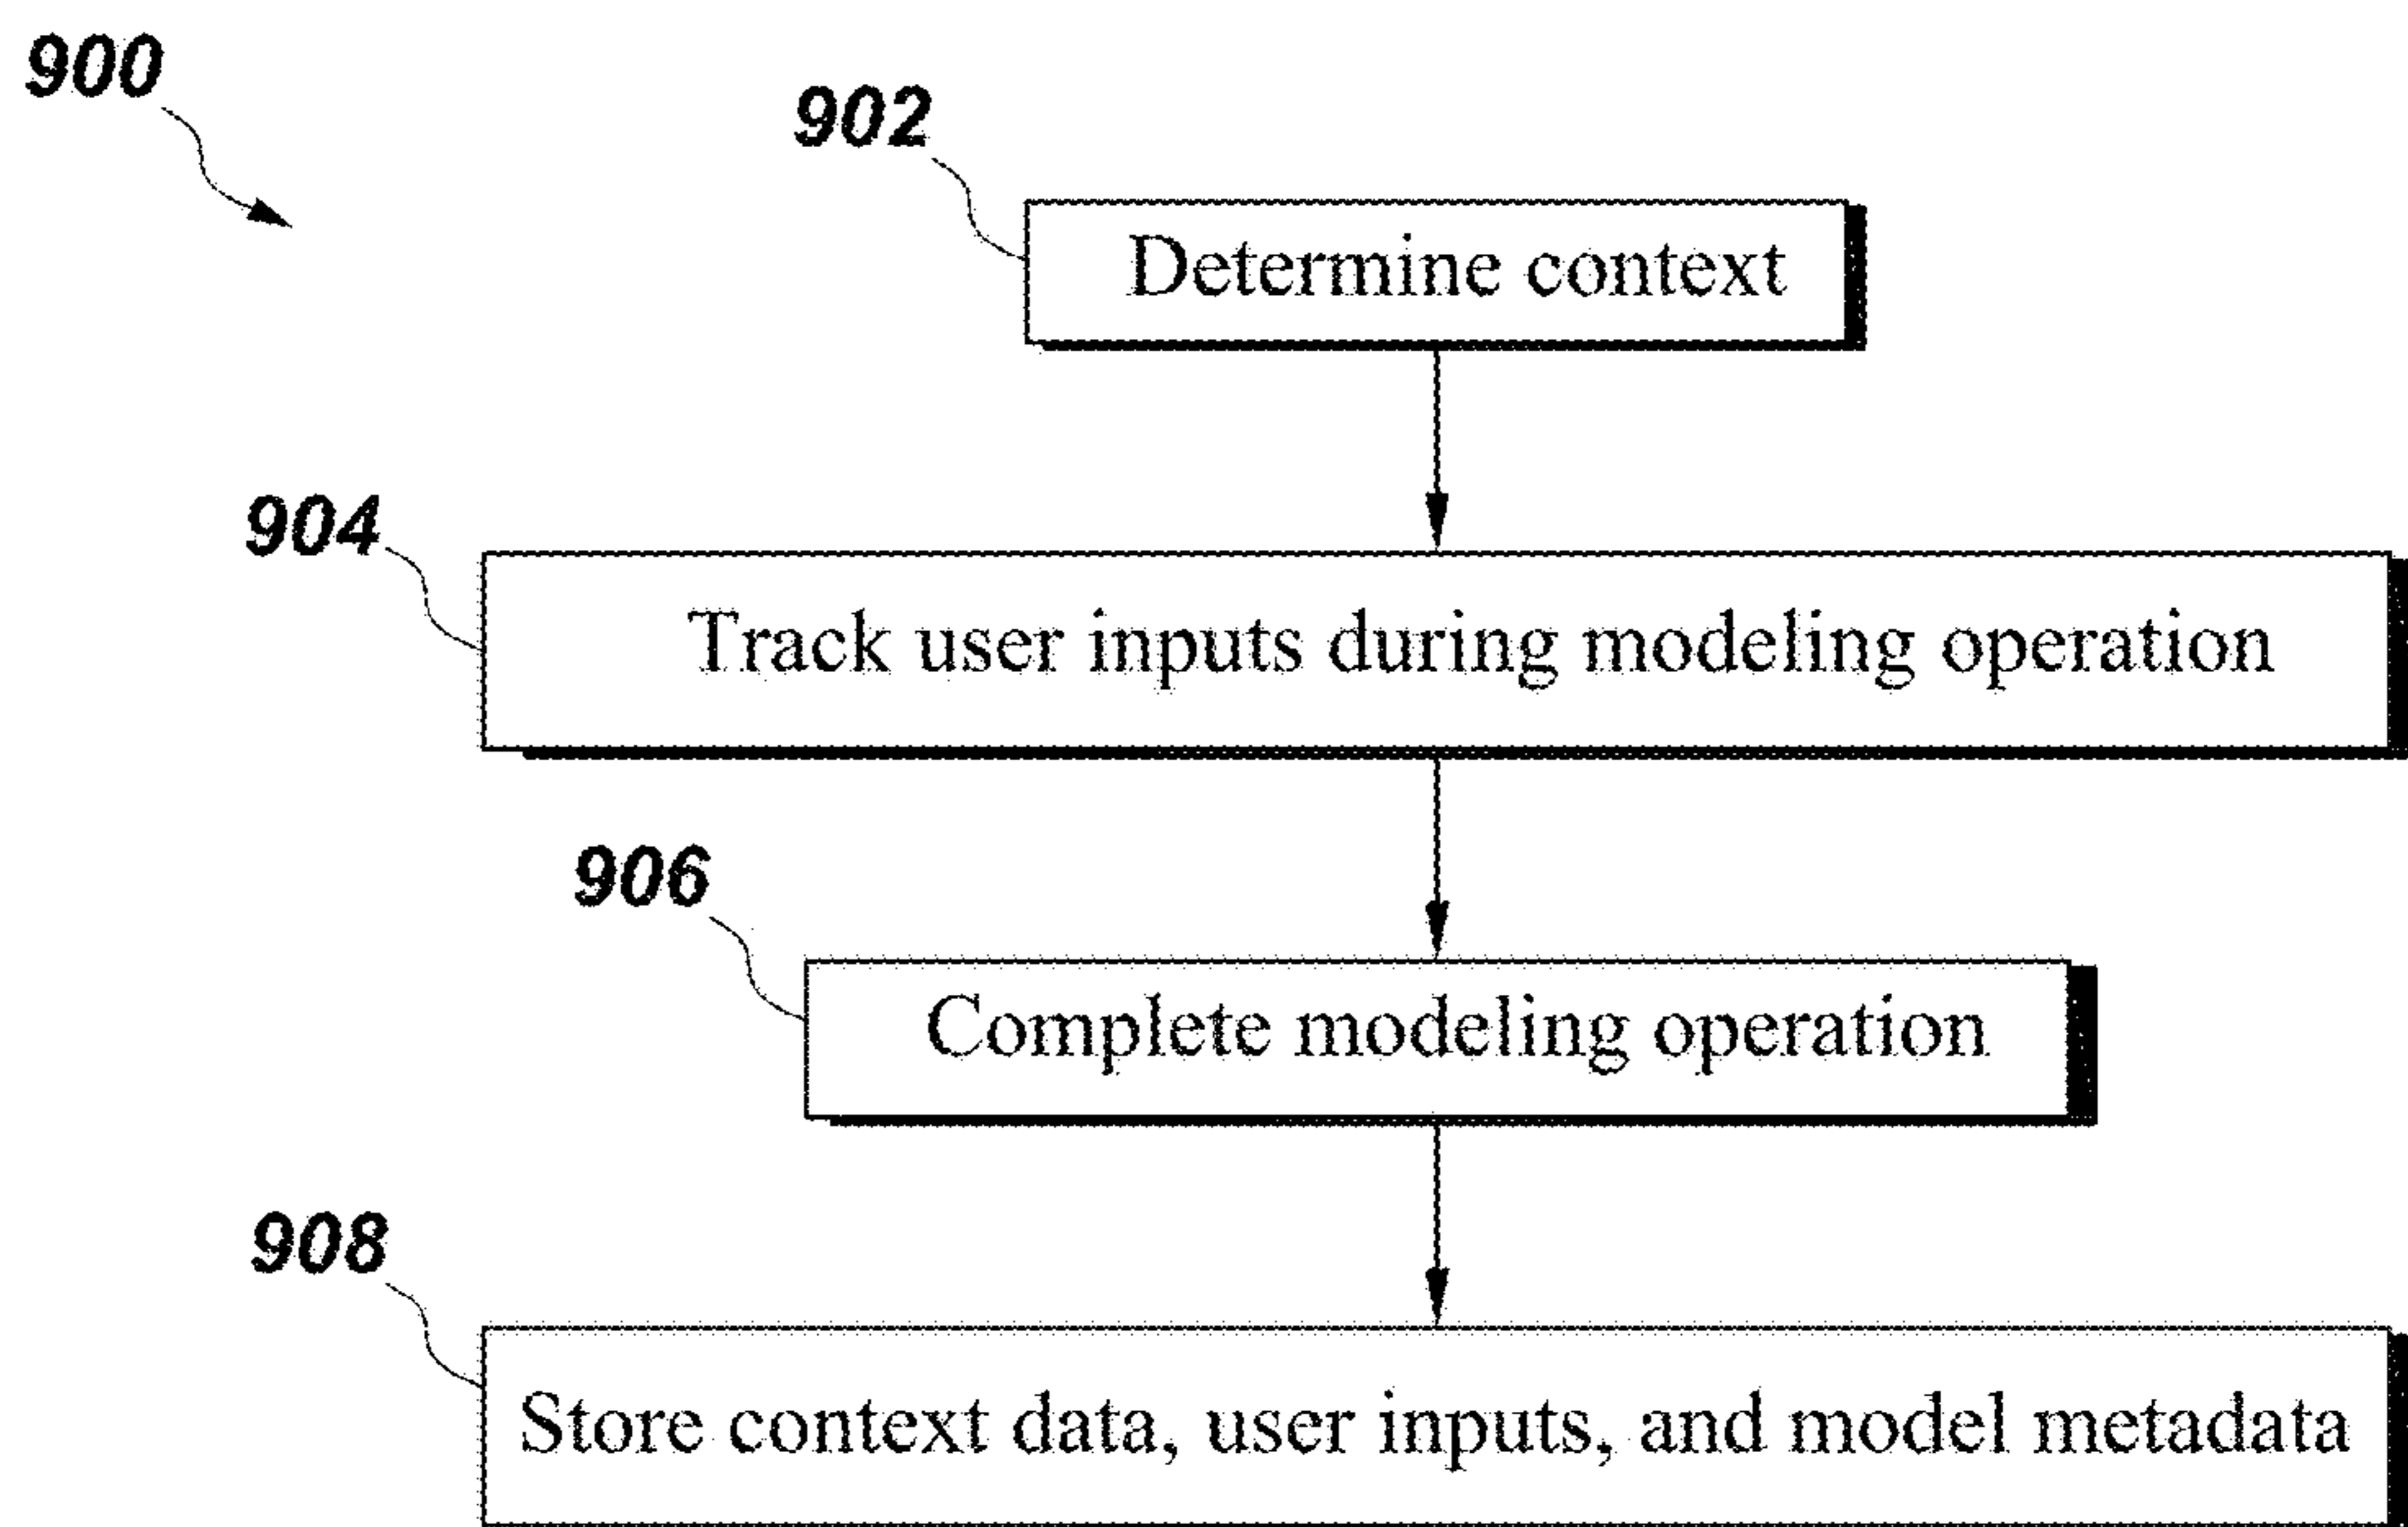 900
902
Determine context
904
Track user inputs during modeling operation
906
Complete modeling operation
908
Store context data, user inputs, and model metadata